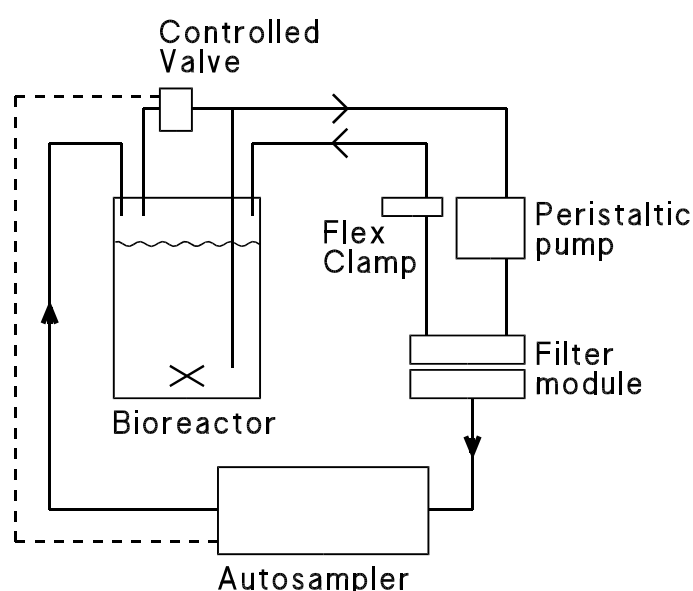 Controlled
Valve
Peristaltic
pump
Flex
Clamp
Filter
module
Bioreactor
Autosampler